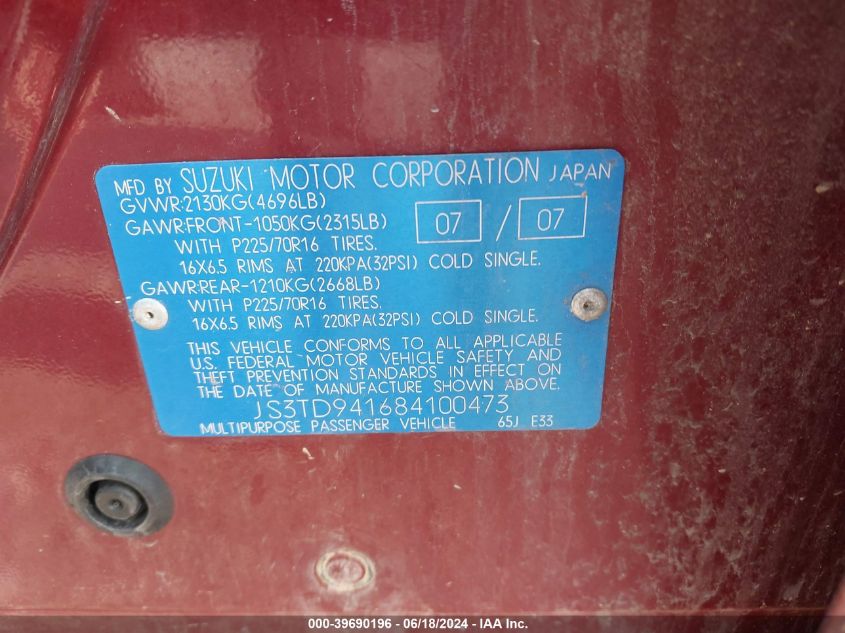 MFD BY SUZUKI MOTOR CORPORATION JAPAN
GVWR:2130KG(4696LB)
GAWR:FRONT-1050KG(2315LB) 07 / 07
WITH P225/70R16 TIRES.
16X6.5 RIMS AT 220KPA(32PSI) COLD SINGLE.
GAWR:REAR-1210KG(2668LB)
WITH P225/70R16 TIRES.
16X6.5 RIMS AT 220KPA(32PSI) COLD SINGLE.
THIS VEHICLE CONFORMS TO ALL APPLICABLE
U.S. FEDERAL MOTOR VEHICLE SAFETY AND
THEFT PREVENTION STANDARDS IN EFFECT ON
THE DATE OF MANUFACTURE SHOWN ABOVE.
JS3TD941684100473
MULTIPURPOSE PASSENGER VEHICLE 65J E33
000-39690196 - 06/18/2024 - IAA Inc.